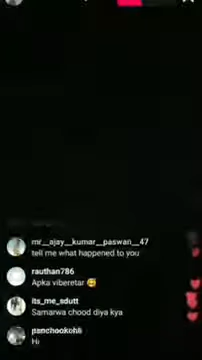 mr__ajay__kumar__paswan__47
tell me what happened to you
rauthan786
Apka viberetar 🥰
its_me_sdutt
Samarwa chood diya kya
panchookohli
Hi